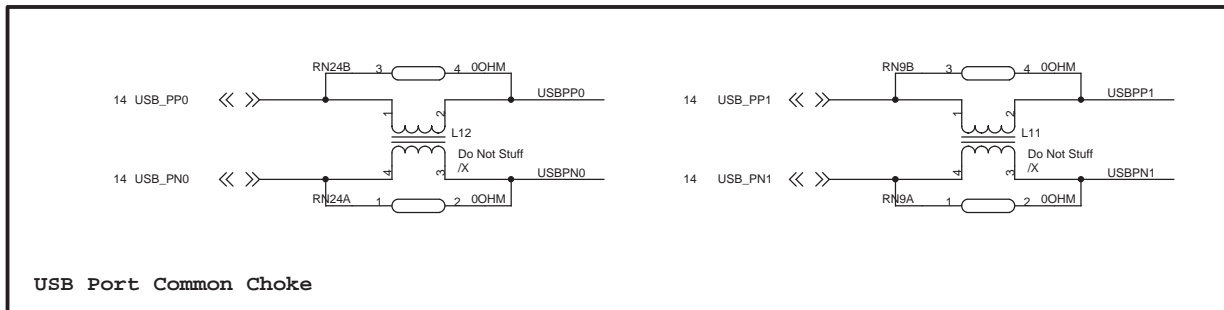 RN24B 3 4 0OHM
14 USB_PP0 USBPP0
1 2
L12
Do Not Stuff
/X
4 3
14 USB_PN0 USBPN0
RN24A 1 2 0OHM
RN9B 3 4 0OHM
14 USB_PP1 USBPP1
1 2
L11
Do Not Stuff
/X
4 3
14 USB_PN1 USBPN1
RN9A 1 2 0OHM
USB Port Common Choke